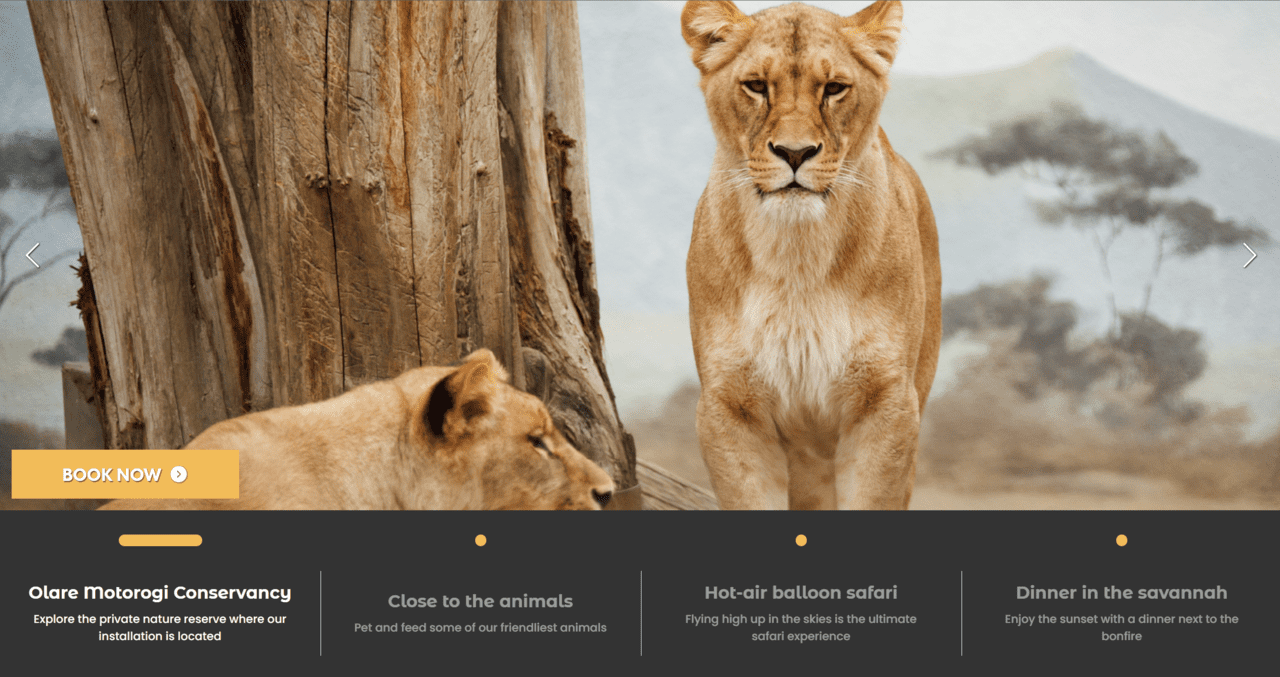 BOOK NOW
Olare Motorogi Conservancy
Explore the private nature reserve where our
installation is located
Close to the animals
Pet and feed some of our friendliest animals
Hot-air balloon safari
Flying high up in the skies is the ultimate
safari experience
Dinner in the savannah
Enjoy the sunset with a dinner next to the
bonfire